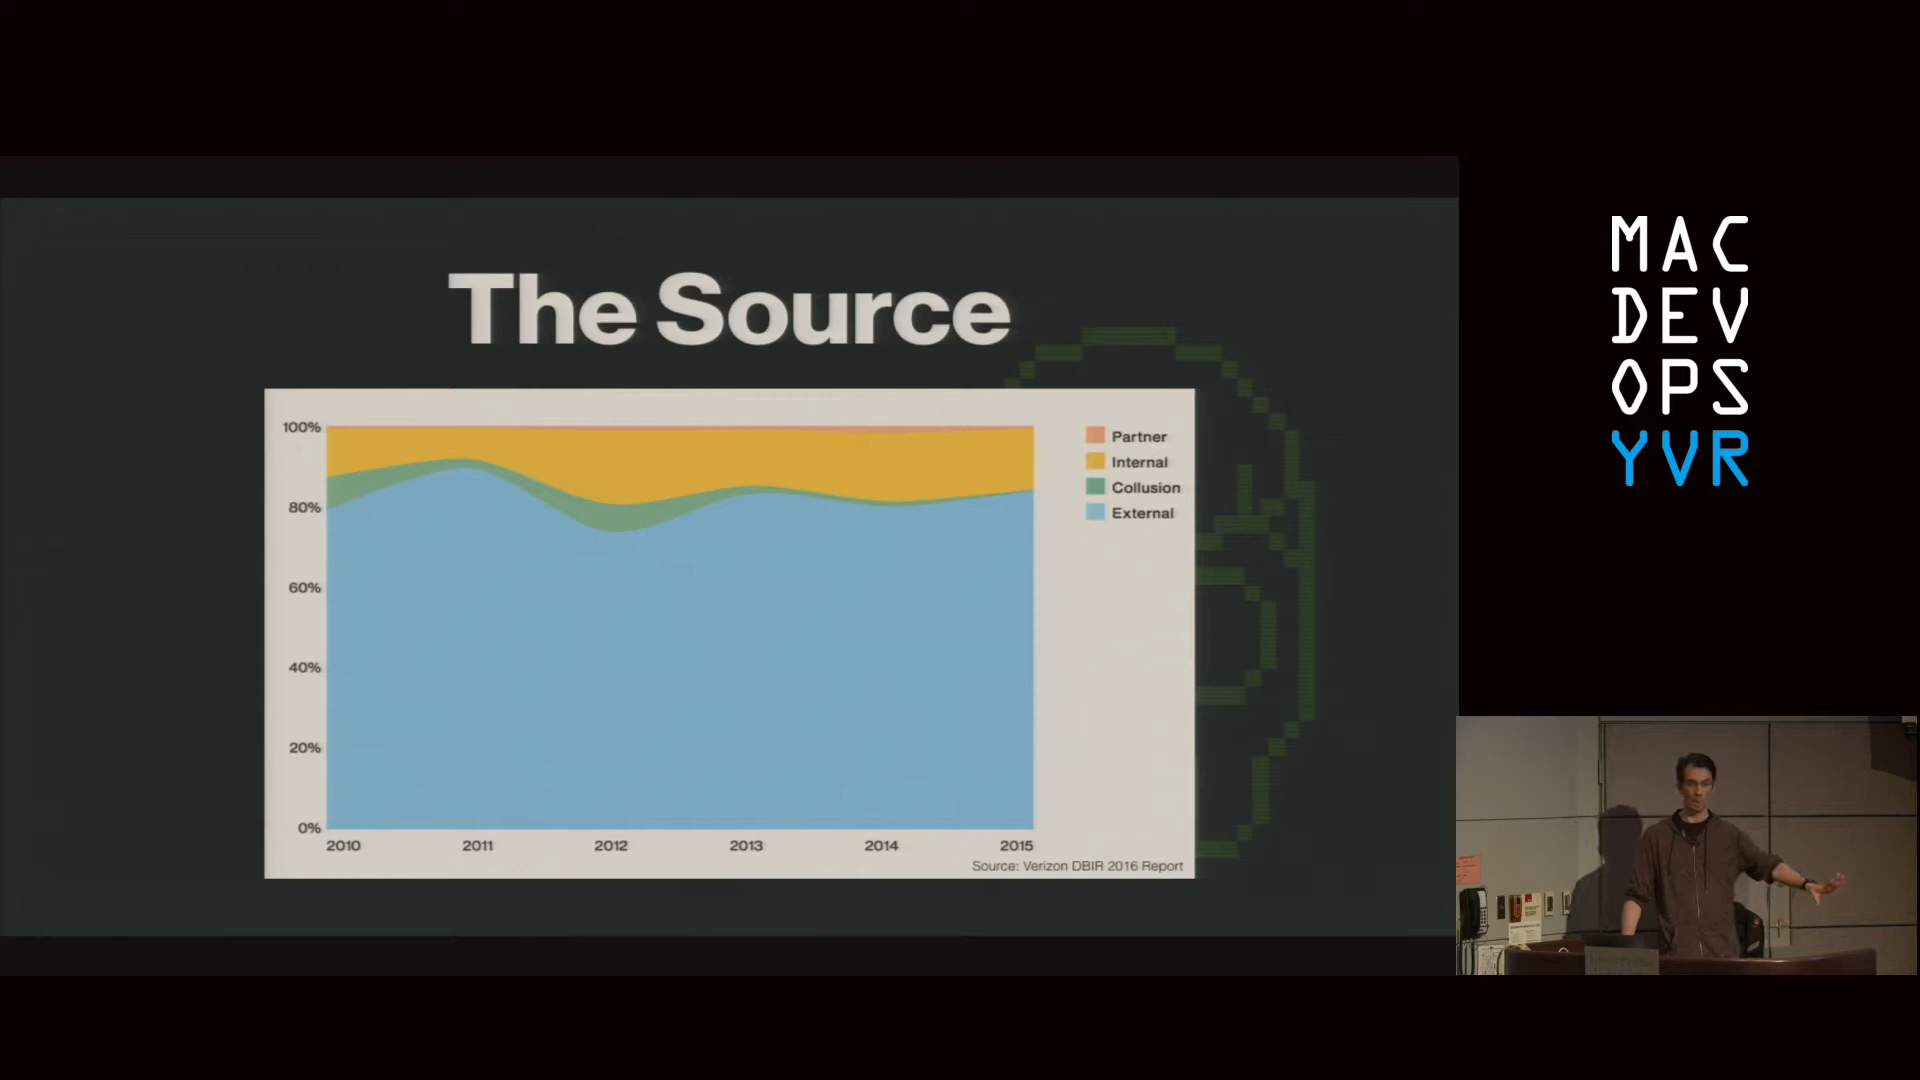 The Source
100%
80%
60%
40%
20%
0%
2010 2011 2012 2013 2014 2015
Partner
Internal
Collusion
External
Source: Verizon DBIR 2016 Report
MAC
DEV
OPS
YVR